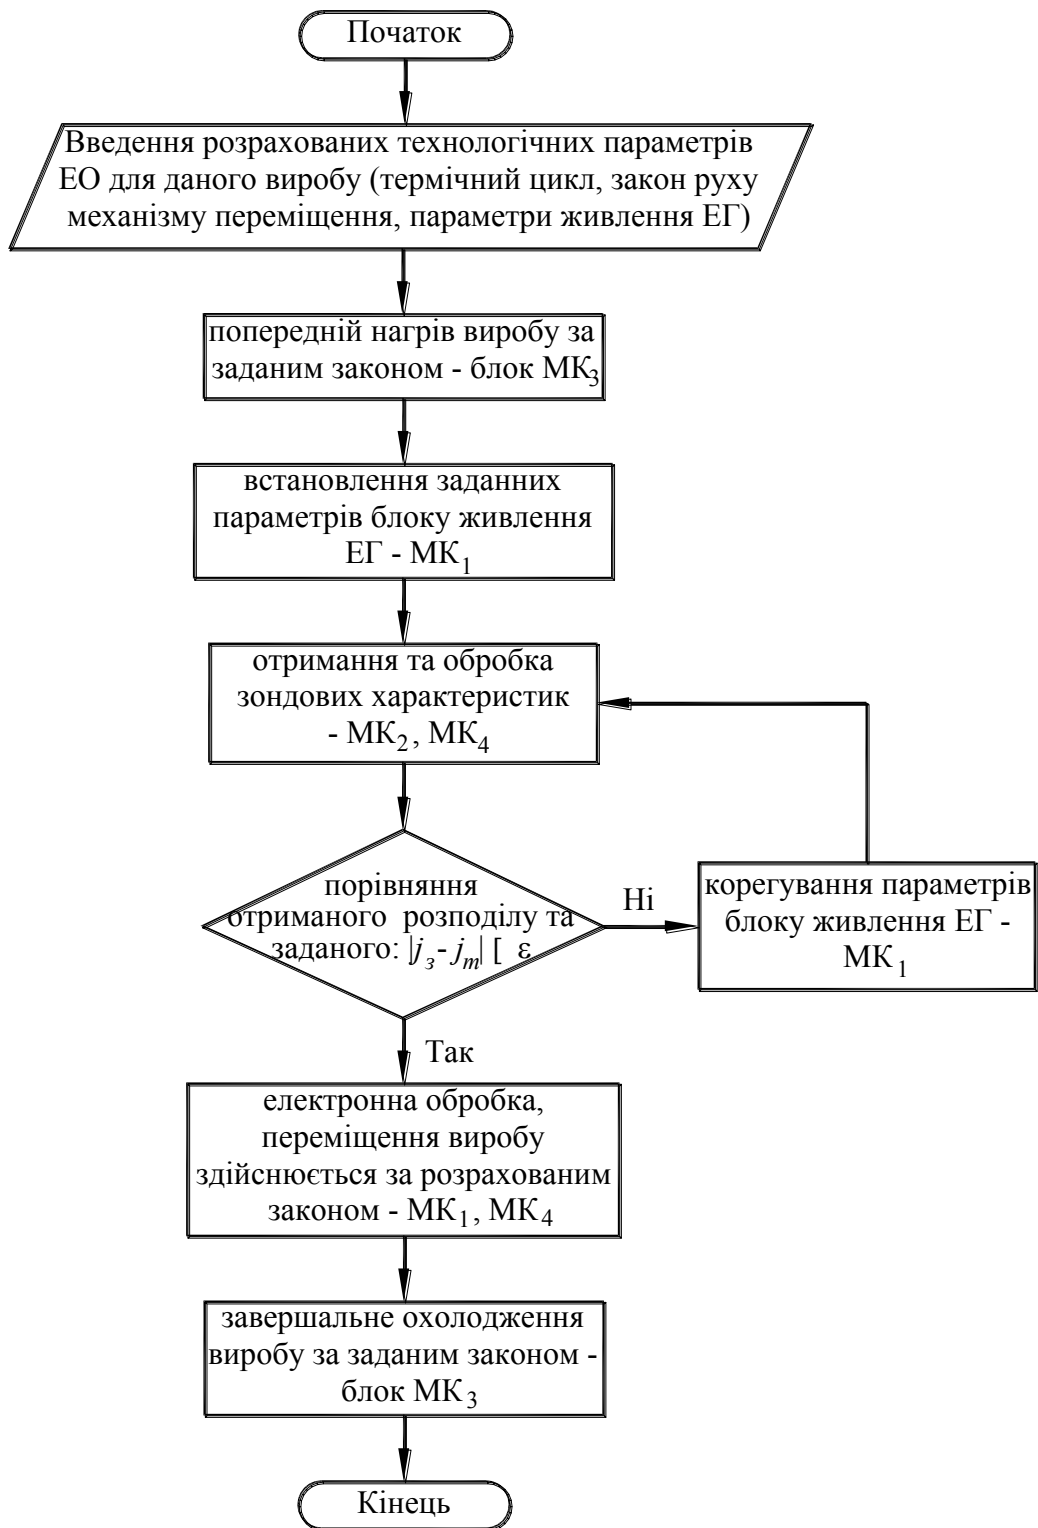 Початок
Введення розрахованих технологічних параметрів
ЕО для даного виробу (термічний цикл, закон руху
механізму переміщення, параметри живлення ЕГ)
попередній нагрів виробу за
заданим законом - блок МК₃
встановлення заданних
параметрів блоку живлення
ЕГ - МК₁
отримання та обробка
зондових характеристик
- МК₂, МК₄
порівняння
отриманого розподілу та
заданого: |jз- jт| [ ε
Ні
корегування параметрів
блоку живлення ЕГ -
МК₁
Так
електронна обробка,
переміщення виробу
здійснюється за розрахованим
законом - МК₁, МК₄
завершальне охолодження
виробу за заданим законом -
блок МК₃
Кінець